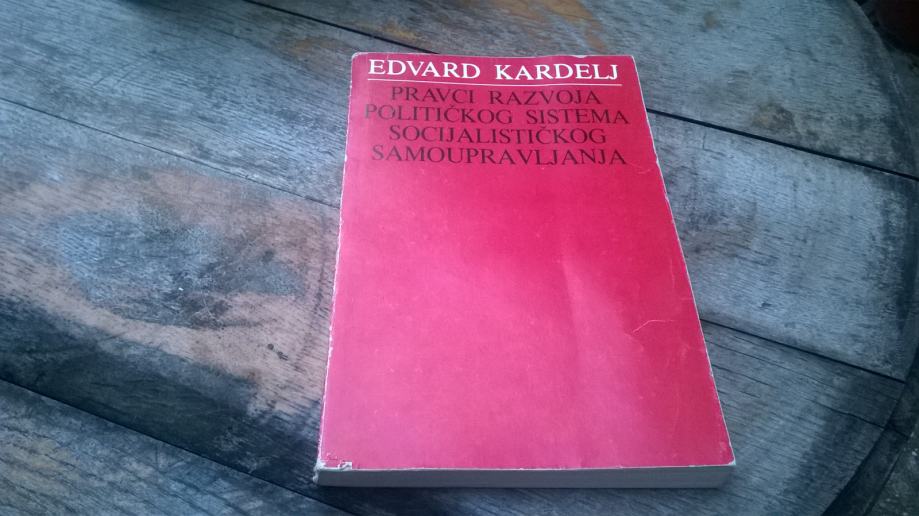 EDVARD KARDELJ
PRAVCI RAZVOJA
POLITIČKOG SISTEMA
SOCIJALISTIČKOG
SAMOUPRAVLJANJA